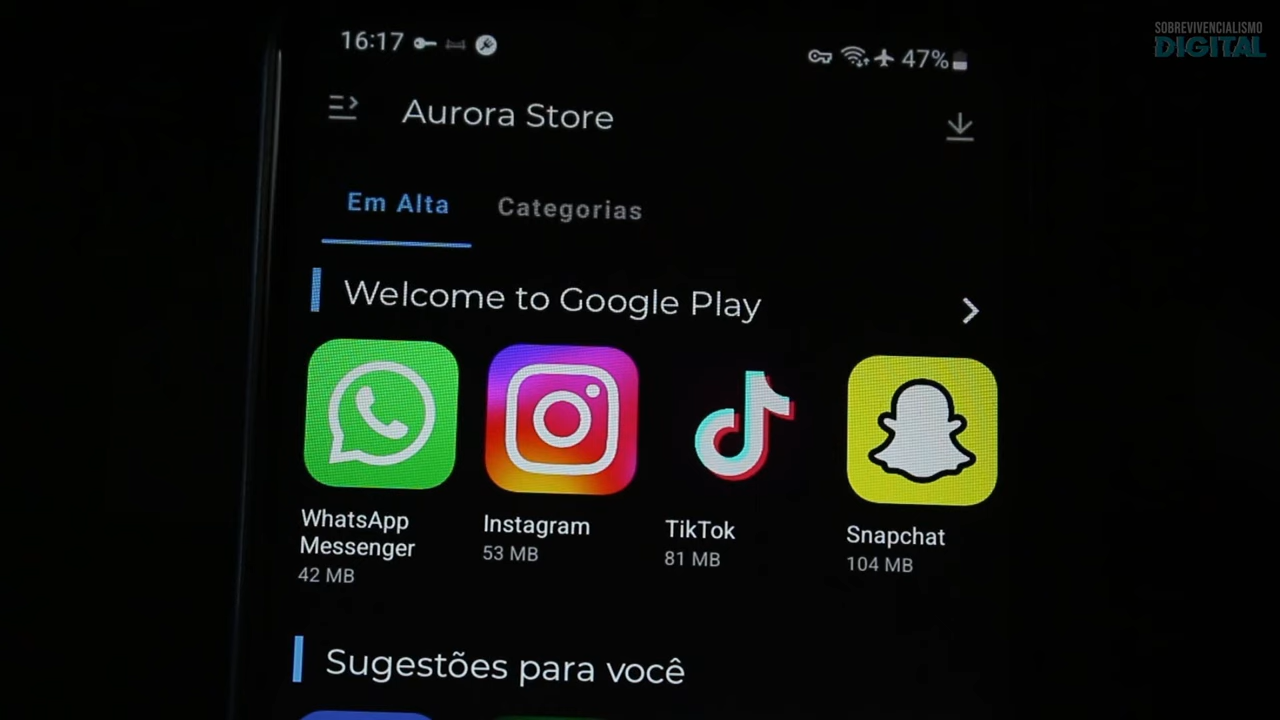 SOBREVIVENCIALISMO
DIGITAL
16:17
47%
Aurora Store
Em Alta
Categorias
Welcome to Google Play
WhatsApp
Messenger
42 MB
Instagram
53 MB
TikTok
81 MB
Snapchat
104 MB
Sugestões para você